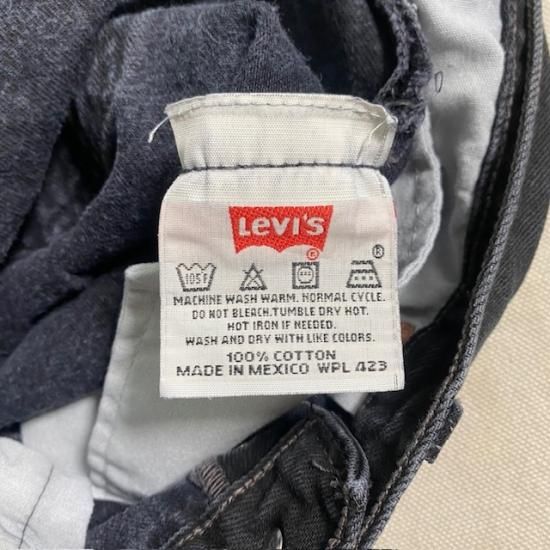 LEVI'S
®
105F
®
MACHINE WASH WARM. NORMAL CYCLE.
DO NOT BLEACH. TUMBLE DRY HOT.
HOT IRON IF NEEDED.
WASH AND DRY WITH LIKE COLORS.
100% COTTON
MADE IN MEXICO WPL 423